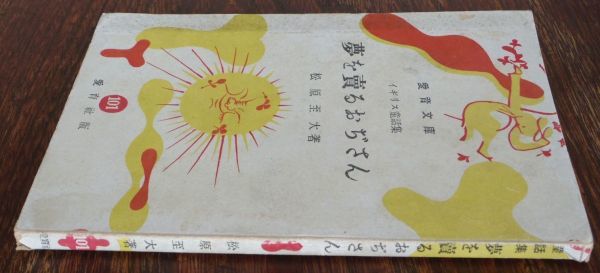 愛育文庫
イギリス童話集
夢を賣るおぢさん
松原至大著
101
愛育社版
童話集 夢を賣るおぢさん
松原至大著
101